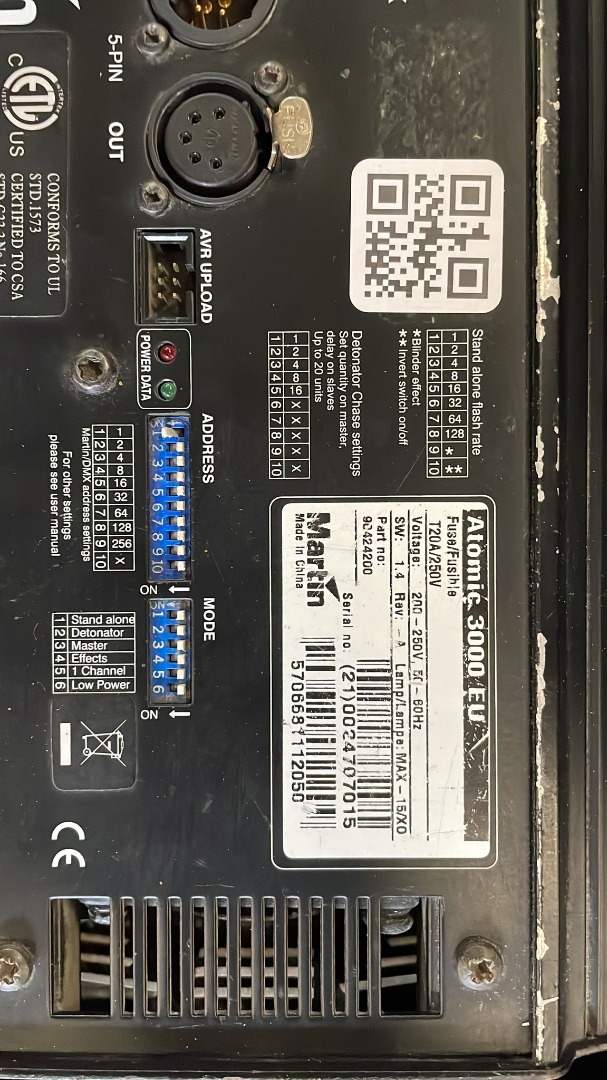 5-PIN
OUT
C
US
ETL
CONFORMS TO UL
STD.1573
CERTIFIED TO CSA
AVR UPLOAD
POWER DATA
ADDRESS
ON
1 2 3 4 5 6 7 8 9 10
ON
1 2 4 8 16 32 64 128 256 X
1 2 3 4 5 6 7 8 9 10
Martin/DMX address settings
For other settings
please see user manual
MODE
ON
1 2 3 4 5 6
ON
1 Stand alone
2 Detonator
3 Master
4 Effects
5 1 Channel
6 Low Power
CE
Stand alone flash rate
1 2 4 8 16 32 64 128 * **
1 2 3 4 5 6 7 8 9 10
*Blinder effect
** Invert switch on/off
Detonator Chase settings
Set quantity on master,
delay on slaves
Up to 20 units
1 2 4 8 16 X X X X X
1 2 3 4 5 6 7 8 9 10
Atomic 3000 EU
Fuse/Fusible
T20A/250V
Voltage: 200 - 250V, 50 - 60Hz
SW: 1.4 Rev: - A Lamp/Lampe: MAX - 15/XO
Part no:
90424200
Serial no: (21)0024707015
Martin
Made in China
5706681112050